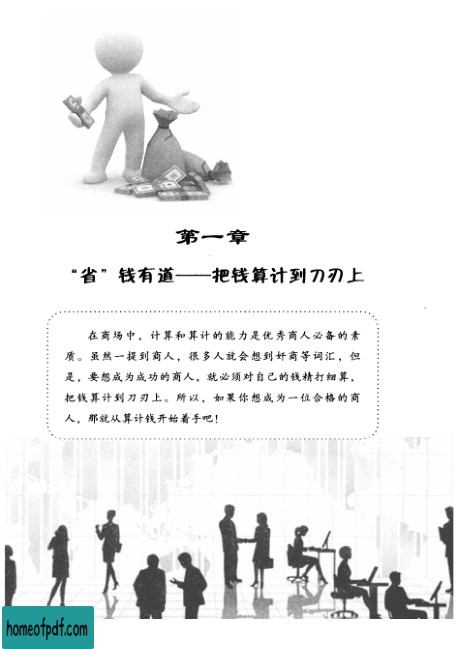 第一章
“省”钱有道——把钱算计到刀刃上
在商场中，计算和算计的能力是优秀商人必备的素
质。虽然一提到商人，很多人就会想到奸商等词汇，但
是，要想成为成功的商人，就必须对自己的钱精打细算，
把钱算计到刀刃上。所以，如果你想成为一位合格的商
人，那就从算计钱开始着手吧！
homeofpdf.com